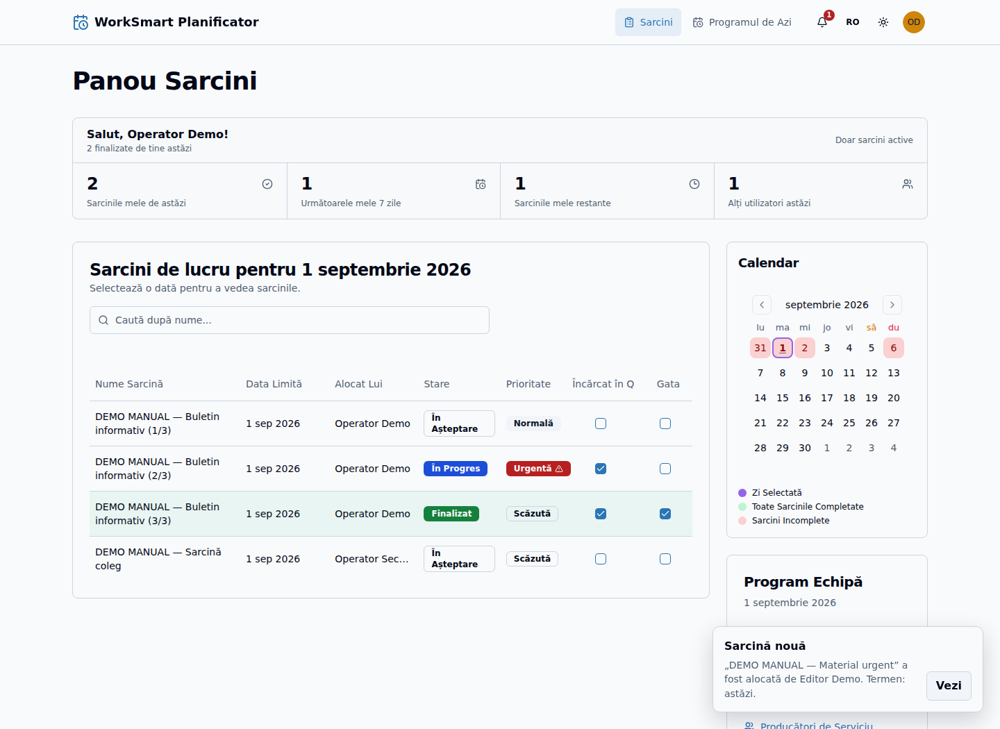 WorkSmart Planificator
Sarcini
Programul de Azi
1
RO
OD
Panou Sarcini
Salut, Operator Demo!
2 finalizate de tine astăzi
Doar sarcini active
2
Sarcinile mele de astăzi
1
Următoarele mele 7 zile
1
Sarcinile mele restante
1
Alți utilizatori astăzi
Sarcini de lucru pentru 1 septembrie 2026
Selectează o dată pentru a vedea sarcinile.
Caută după nume...
Nume Sarcină Data Limită Alocat Lui Stare Prioritate Încărcat în Q Gata
DEMO MANUAL — Buletin
informativ (1/3)
1 sep 2026
Operator Demo
În
Așteptare
Normală
DEMO MANUAL — Buletin
informativ (2/3)
1 sep 2026
Operator Demo
În Progres
Urgentă
DEMO MANUAL — Buletin
informativ (3/3)
1 sep 2026
Operator Demo
Finalizat
Scăzută
DEMO MANUAL — Sarcină
coleg
1 sep 2026
Operator Sec...
În
Așteptare
Scăzută
Calendar
septembrie 2026
lu ma mi jo vi sâ du
31 1 2 3 4 5 6
7 8 9 10 11 12 13
14 15 16 17 18 19 20
21 22 23 24 25 26 27
28 29 30 1 2 3 4
Zi Selectată
Toate Sarcinile Completate
Sarcini Incomplete
Program Echipă
1 septembrie 2026
Sarcină nouă
„DEMO MANUAL — Material urgent” a
fost alocată de Editor Demo. Termen:
astăzi.
Vezi
Producători de Serviciu